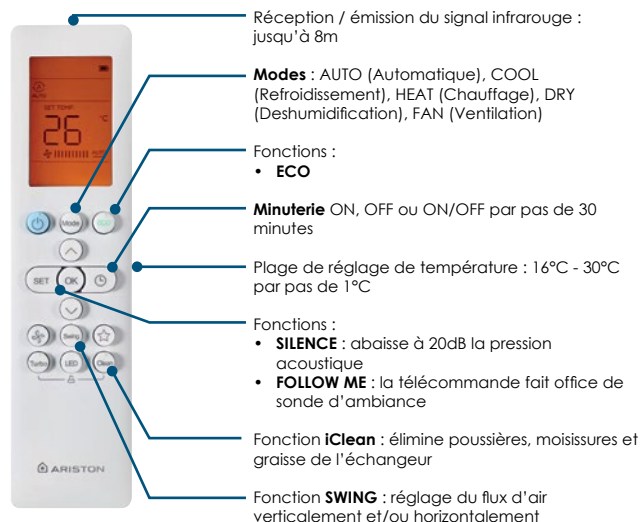 Réception / émission du signal infrarouge :
jusqu'à 8m
Modes : AUTO (Automatique), COOL
(Refroidissement), HEAT (Chauffage), DRY
(Deshumidification), FAN (Ventilation)
Fonctions :
• ECO
Minuterie ON, OFF ou ON/OFF par pas de 30
minutes
Plage de réglage de température : 16°C - 30°C
par pas de 1°C
Fonctions :
• SILENCE : abaisse à 20dB la pression
acoustique
• FOLLOW ME : la télécommande fait office de
sonde d'ambiance
Fonction iClean : élimine poussières, moisissures et
graisse de l'échangeur
Fonction SWING : réglage du flux d'air
verticalement et/ou horizontalement
AUTO
SET TEMP.
26 °C
AUTO
Mode ECO
SET OK
Swing
Turbo LED Clean
ARISTON